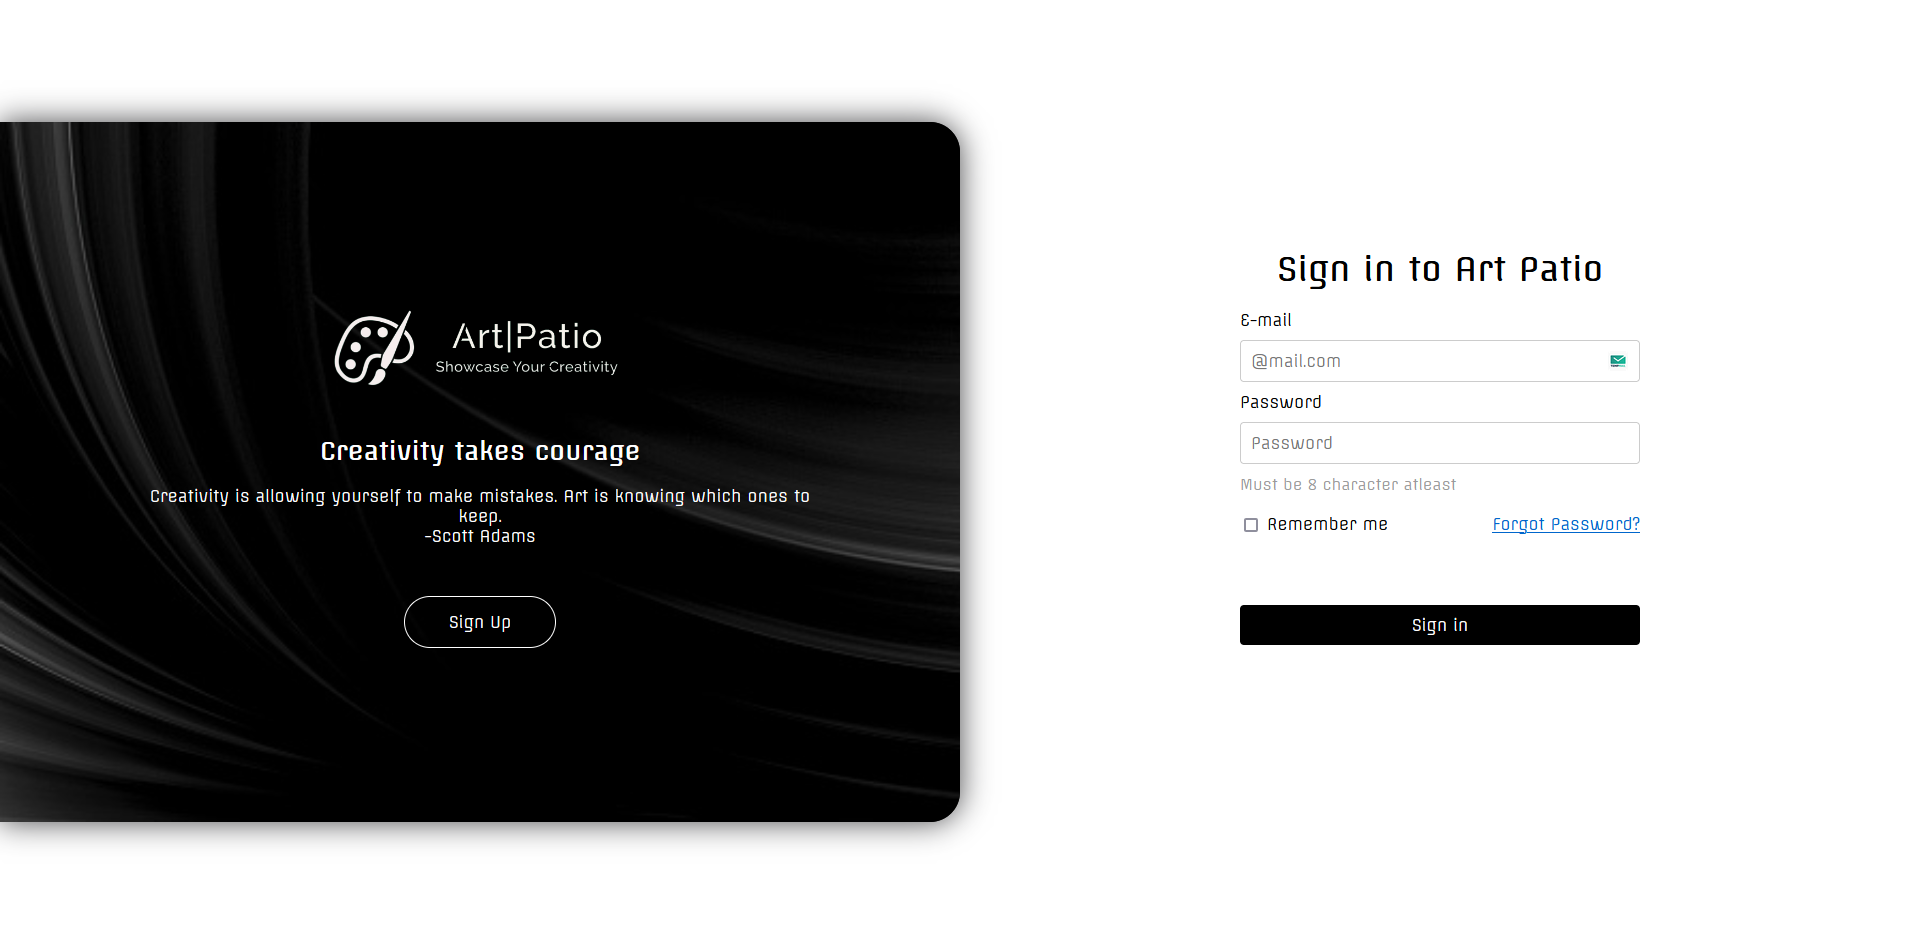 Art|Patio
Showcase Your Creativity
Creativity takes courage
Creativity is allowing yourself to make mistakes. Art is knowing which ones to
keep.
-Scott Adams
Sign Up
Sign in to Art Patio
E-mail
@mail.com
Password
Password
Must be 8 character atleast
Remember me
Forgot Password?
Sign in